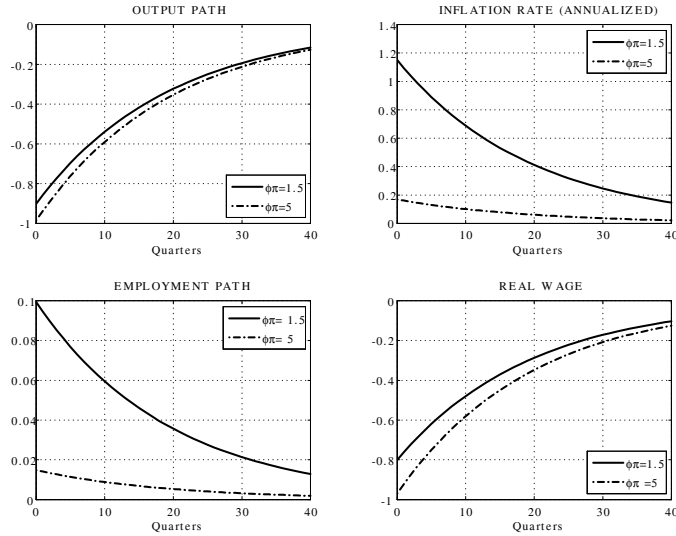 OUTPUT PATH
0
-0.2
-0.4
-0.6
-0.8
-1
0 10 20 30 40
Quarters
ϕπ=1.5
ϕπ=5
INFLATION RATE (ANNUALIZED)
1.4
1.2
1
0.8
0.6
0.4
0.2
0
0 10 20 30 40
Quarters
ϕπ=1.5
ϕπ=5
EMPLOYMENT PATH
0.1
0.08
0.06
0.04
0.02
0
0 10 20 30 40
Quarters
ϕπ= 1.5
ϕπ= 5
REAL WAGE
0
-0.2
-0.4
-0.6
-0.8
-1
0 10 20 30 40
Quarters
ϕπ=1.5
ϕπ =5